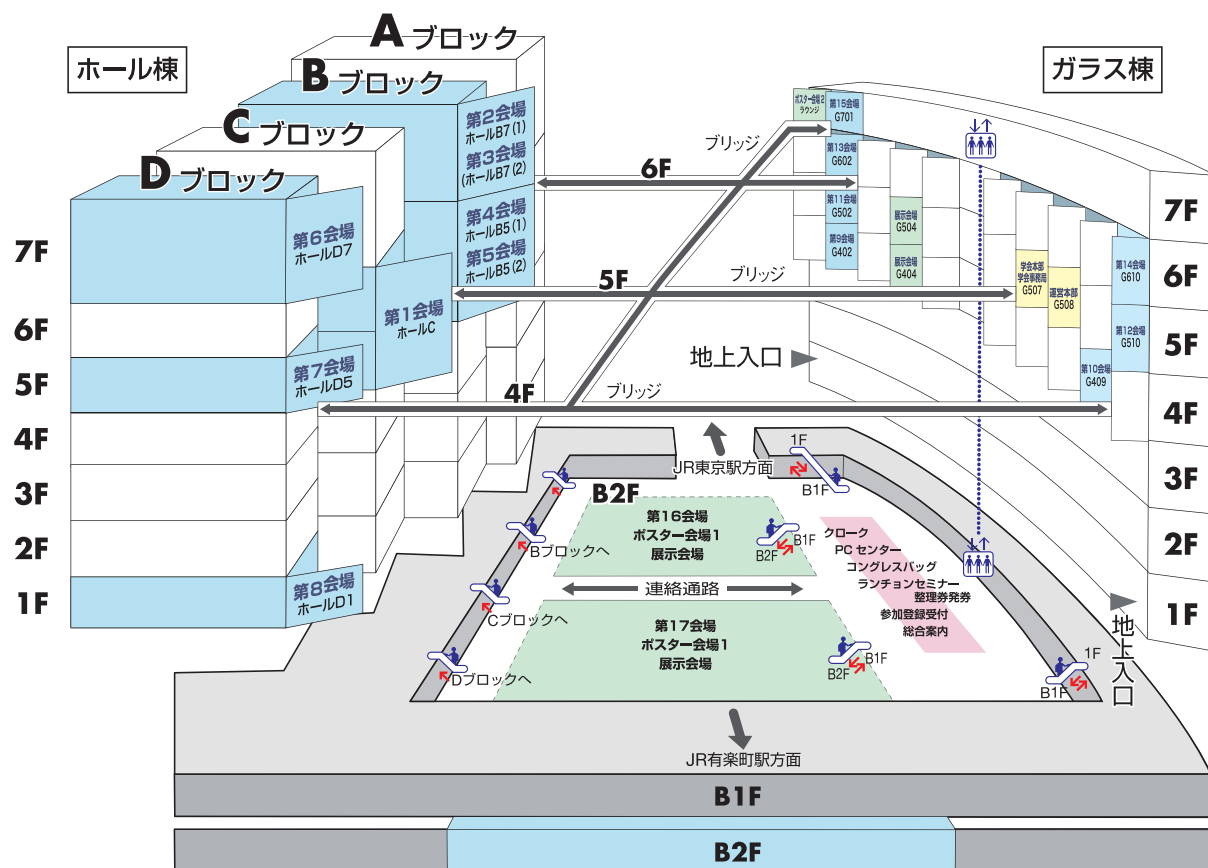 ホール棟
Aブロック
Bブロック
Cブロック
Dブロック
ガラス棟
第2会場
ホールB7(1)
第3会場
(ホールB7(2)
第4会場
ホールB5(1)
第5会場
ホールB5(2)
第6会場
ホールD7
第1会場
ホールC
第7会場
ホールD5
第8会場
ホールD1
7F
6F
5F
4F
3F
2F
1F
6F
ブリッジ
5F
ブリッジ
4F
ブリッジ
ポスター会場2
ラウンジ
第15会場
G701
第13会場
G602
第11会場
G502
第9会場
G402
展示会場
G504
展示会場
G404
学会本部
学会事務局
G507
運営本部
G508
第14会場
G610
第12会場
G510
第10会場
G409
7F
6F
5F
4F
3F
2F
1F
地上入口
地上入口
JR東京駅方面
1F
B1F
B2F
第16会場
ポスター会場1
展示会場
B1F
B2F
連絡通路
第17会場
ポスター会場1
展示会場
B1F
B2F
Bブロックへ
Cブロックへ
Dブロックへ
クローク
PCセンター
コングレスバッグ
ランチョンセミナー
整理券発券
参加登録受付
総合案内
1F
B1F
JR有楽町駅方面
B1F
B2F